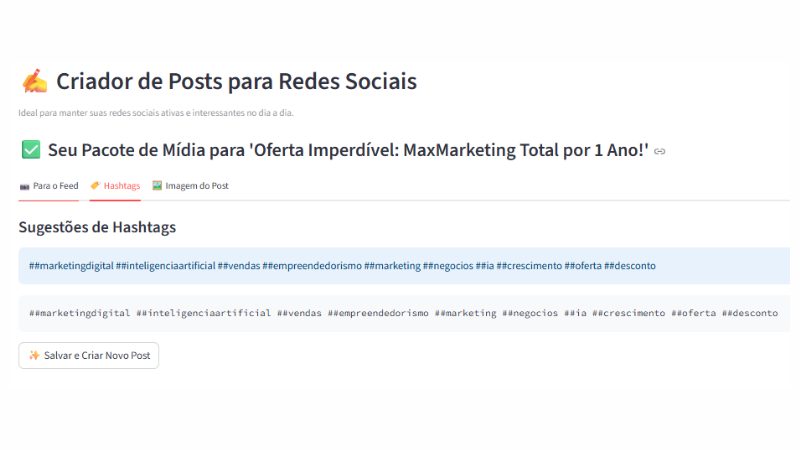 ✍️ Criador de Posts para Redes Sociais
Ideal para manter suas redes sociais ativas e interessantes no dia a dia.
✅ Seu Pacote de Mídia para 'Oferta Imperdível: MaxMarketing Total por 1 Ano!'
📷 Para o Feed 🏷️ Hashtags 🖼️ Imagem do Post
Sugestões de Hashtags
##marketingdigital ##inteligenciaartificial ##vendas ##empreendedorismo ##marketing ##negocios ##ia ##crescimento ##oferta ##desconto
##marketingdigital ##inteligenciaartificial ##vendas ##empreendedorismo ##marketing ##negocios ##ia ##crescimento ##oferta ##desconto
✨ Salvar e Criar Novo Post